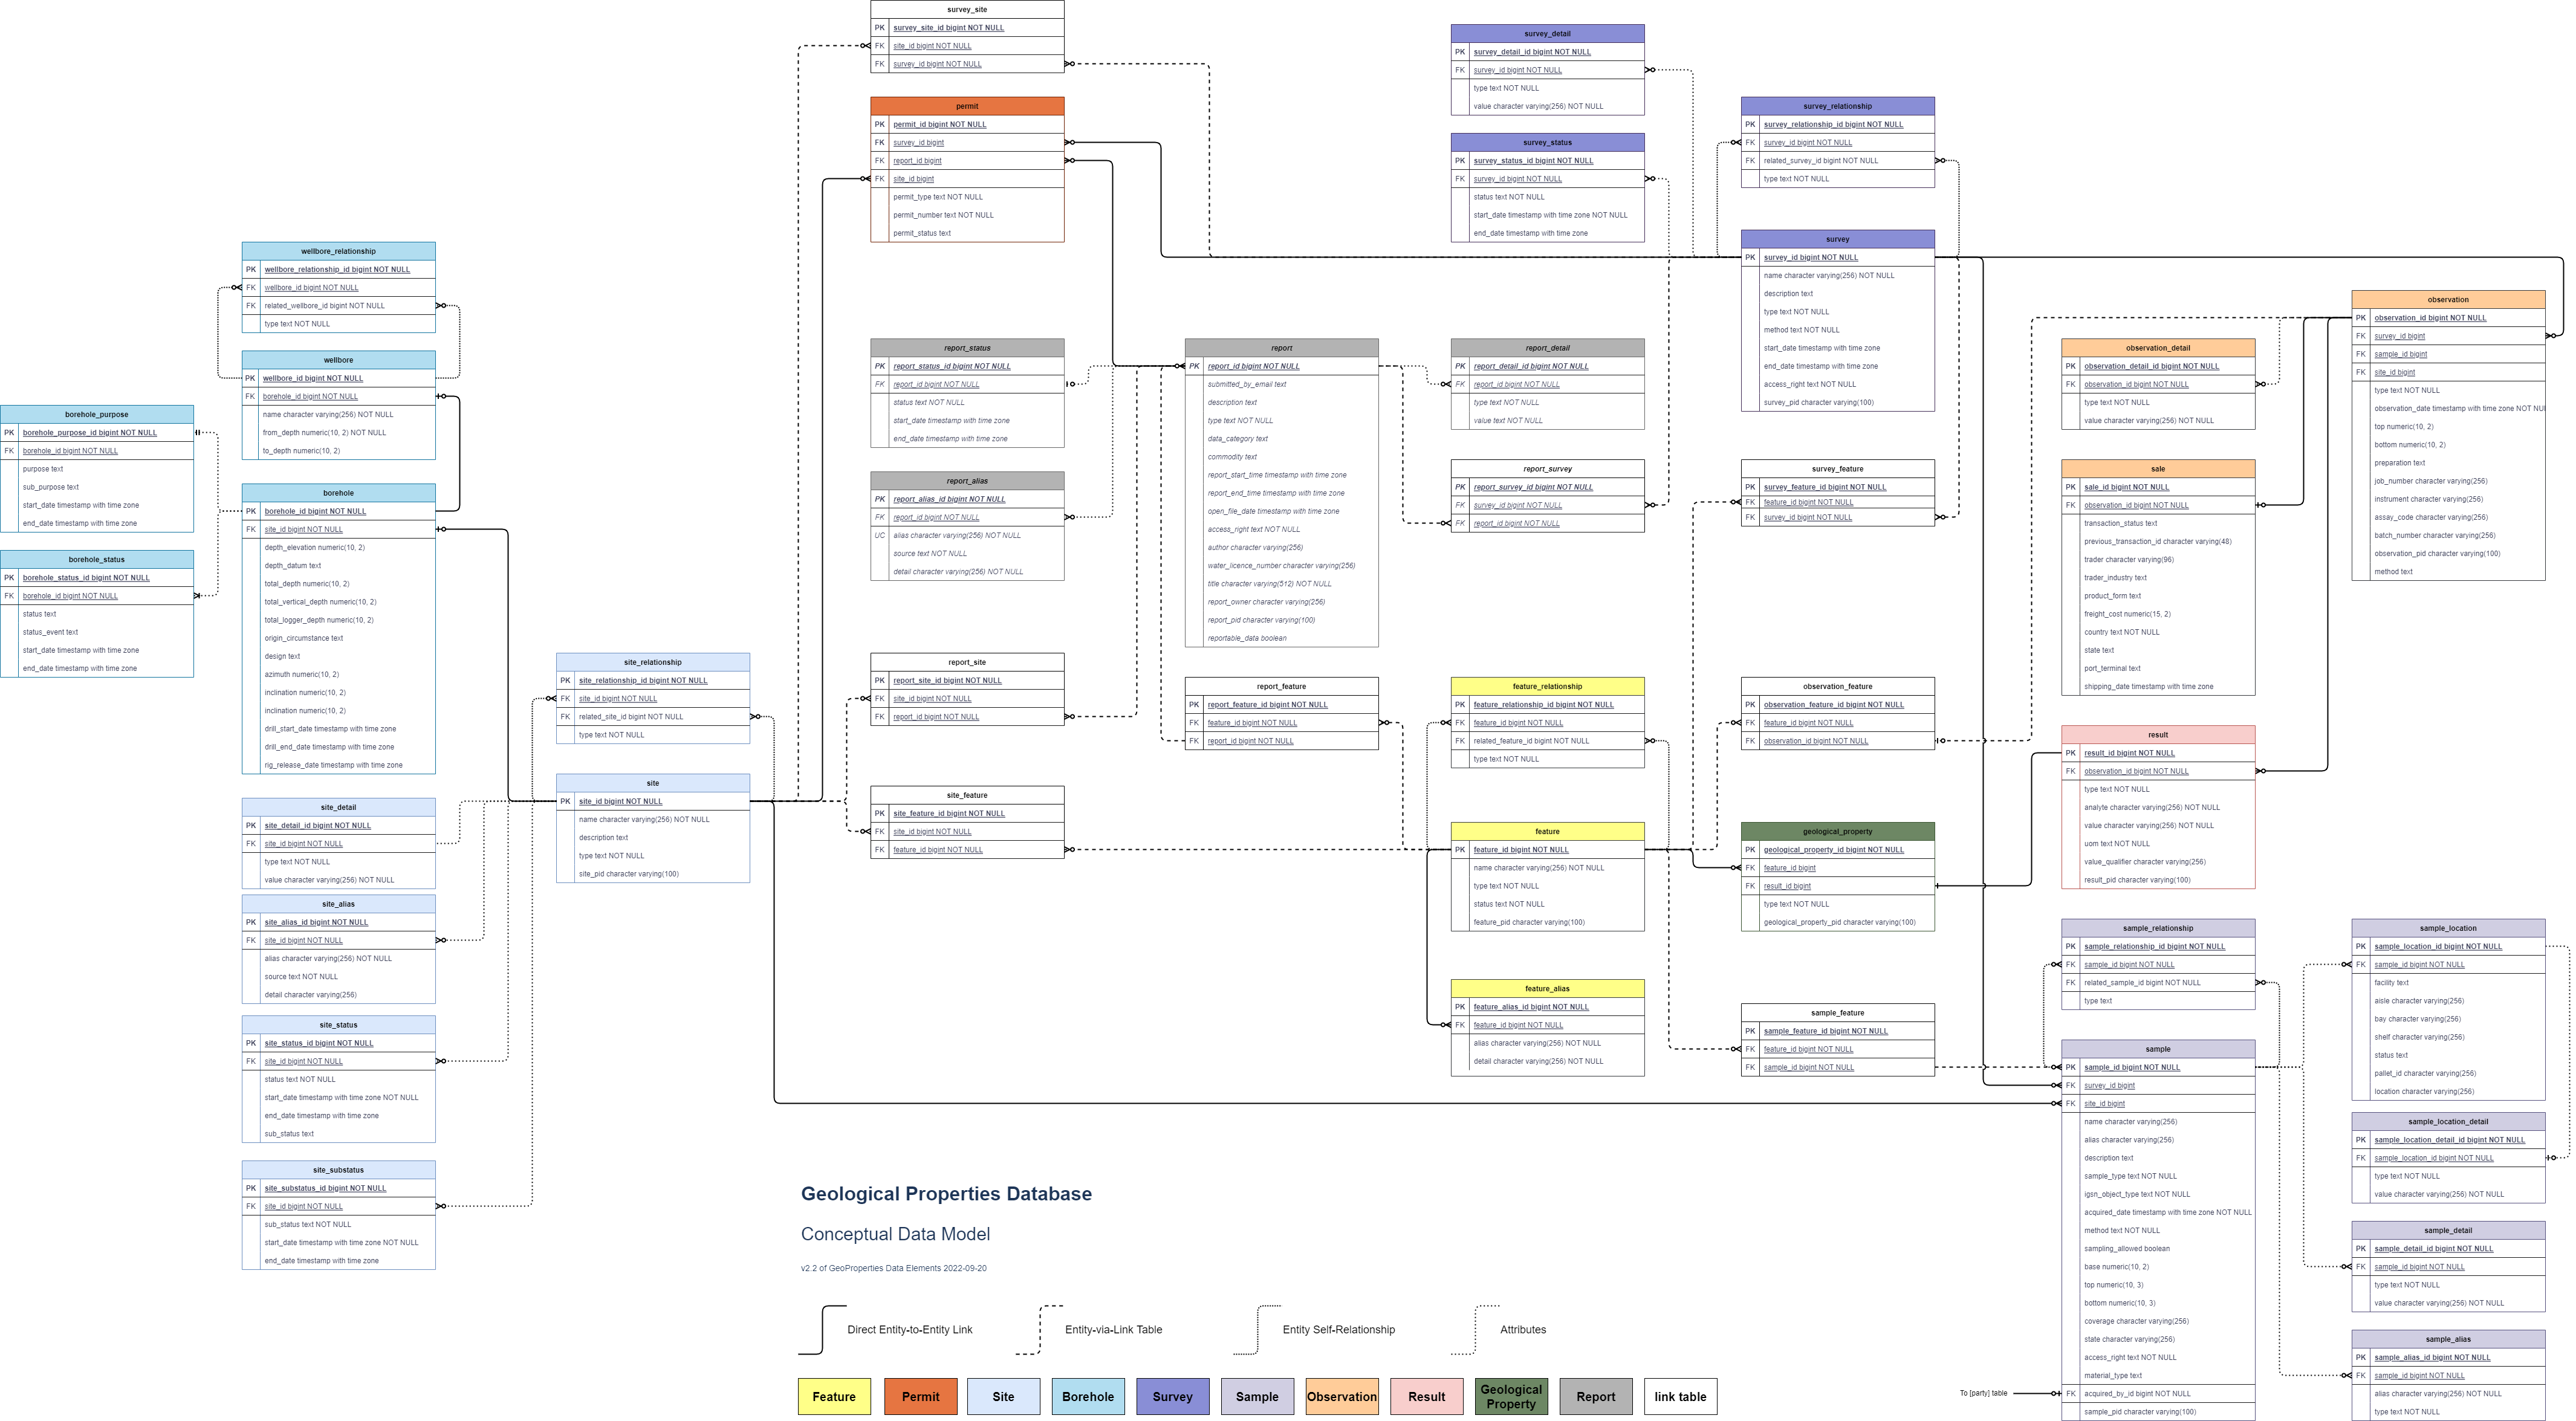 survey_site
PK survey_site_id bigint NOT NULL
FK site_id bigint NOT NULL
FK survey_id bigint NOT NULL
permit
PK permit_id bigint NOT NULL
FK survey_id bigint
FK report_id bigint
FK site_id bigint
permit_type text NOT NULL
permit_number text NOT NULL
permit_status text
survey_detail
PK survey_detail_id bigint NOT NULL
FK survey_id bigint NOT NULL
type text NOT NULL
value character varying(256) NOT NULL
survey_status
PK survey_status_id bigint NOT NULL
FK survey_id bigint NOT NULL
status text NOT NULL
start_date timestamp with time zone NOT NULL
end_date timestamp with time zone
survey_relationship
PK survey_relationship_id bigint NOT NULL
FK survey_id bigint NOT NULL
FK related_survey_id bigint NOT NULL
type text NOT NULL
survey
PK survey_id bigint NOT NULL
name character varying(256) NOT NULL
description text
type text NOT NULL
method text NOT NULL
start_date timestamp with time zone
end_date timestamp with time zone
access_right text NOT NULL
survey_pid character varying(100)
wellbore_relationship
PK wellbore_relationship_id bigint NOT NULL
FK wellbore_id bigint NOT NULL
FK related_wellbore_id bigint NOT NULL
type text NOT NULL
wellbore
PK wellbore_id bigint NOT NULL
FK borehole_id bigint NOT NULL
name character varying(256) NOT NULL
from_depth numeric(10, 2) NOT NULL
to_depth numeric(10, 2)
borehole_purpose
PK borehole_purpose_id bigint NOT NULL
FK borehole_id bigint NOT NULL
purpose text
sub_purpose text
start_date timestamp with time zone
end_date timestamp with time zone
borehole_status
PK borehole_status_id bigint NOT NULL
FK borehole_id bigint NOT NULL
status text
status_event text
start_date timestamp with time zone
end_date timestamp with time zone
borehole
PK borehole_id bigint NOT NULL
FK site_id bigint NOT NULL
depth_elevation numeric(10, 2)
depth_datum text
total_depth numeric(10, 2)
total_vertical_depth numeric(10, 2)
total_logger_depth numeric(10, 2)
origin_circumstance text
design text
azimuth numeric(10, 2)
inclination numeric(10, 2)
inclination numeric(10, 2)
drill_start_date timestamp with time zone
drill_end_date timestamp with time zone
rig_release_date timestamp with time zone
report_status
PK report_status_id bigint NOT NULL
FK report_id bigint NOT NULL
status text NOT NULL
start_date timestamp with time zone
end_date timestamp with time zone
report_alias
PK report_alias_id bigint NOT NULL
FK report_id bigint NOT NULL
UC alias character varying(256) NOT NULL
source text NOT NULL
detail character varying(256) NOT NULL
report
PK report_id bigint NOT NULL
submitted_by_email text
description text
type text NOT NULL
data_category text
commodity text
report_start_time timestamp with time zone
report_end_time timestamp with time zone
open_file_date timestamp with time zone
access_right text NOT NULL
author character varying(256)
water_licence_number character varying(256)
title character varying(512) NOT NULL
report_owner character varying(256)
report_pid character varying(100)
reportable_data boolean
report_detail
PK report_detail_id bigint NOT NULL
FK report_id bigint NOT NULL
type text NOT NULL
value text NOT NULL
report_survey
PK report_survey_id bigint NOT NULL
FK survey_id bigint NOT NULL
FK report_id bigint NOT NULL
survey_feature
PK survey_feature_id bigint NOT NULL
FK feature_id bigint NOT NULL
FK survey_id bigint NOT NULL
observation_detail
PK observation_detail_id bigint NOT NULL
FK observation_id bigint NOT NULL
type text NOT NULL
value character varying(256) NOT NULL
sale
PK sale_id bigint NOT NULL
FK observation_id bigint NOT NULL
transaction_status text
previous_transaction_id character varying(48)
trader character varying(96)
trader_industry text
product_form text
freight_cost numeric(15, 2)
country text NOT NULL
state text
port_terminal text
shipping_date timestamp with time zone
observation
PK observation_id bigint NOT NULL
FK survey_id bigint
FK sample_id bigint
FK site_id bigint
type text NOT NULL
observation_date timestamp with time zone NOT NU
top numeric(10, 2)
bottom numeric(10, 2)
preparation text
job_number character varying(256)
instrument character varying(256)
assay_code character varying(256)
batch_number character varying(256)
observation_pid character varying(100)
method text
site_relationship
PK site_relationship_id bigint NOT NULL
FK site_id bigint NOT NULL
FK related_site_id bigint NOT NULL
type text NOT NULL
site
PK site_id bigint NOT NULL
name character varying(256) NOT NULL
description text
type text NOT NULL
site_pid character varying(100)
report_site
PK report_site_id bigint NOT NULL
FK site_id bigint NOT NULL
FK report_id bigint NOT NULL
site_feature
PK site_feature_id bigint NOT NULL
FK site_id bigint NOT NULL
FK feature_id bigint NOT NULL
report_feature
PK report_feature_id bigint NOT NULL
FK feature_id bigint NOT NULL
FK report_id bigint NOT NULL
feature_relationship
PK feature_relationship_id bigint NOT NULL
FK feature_id bigint NOT NULL
FK related_feature_id bigint NOT NULL
type text NOT NULL
feature
PK feature_id bigint NOT NULL
name character varying(256) NOT NULL
type text NOT NULL
status text NOT NULL
feature_pid character varying(100)
feature_alias
PK feature_alias_id bigint NOT NULL
FK feature_id bigint NOT NULL
alias character varying(256) NOT NULL
detail character varying(256) NOT NULL
observation_feature
PK observation_feature_id bigint NOT NULL
FK feature_id bigint NOT NULL
FK observation_id bigint NOT NULL
geological_property
PK geological_property_id bigint NOT NULL
FK feature_id bigint
FK result_id bigint
type text NOT NULL
geological_property_pid character varying(100)
sample_feature
PK sample_feature_id bigint NOT NULL
FK feature_id bigint NOT NULL
FK sample_id bigint NOT NULL
result
PK result_id bigint NOT NULL
FK observation_id bigint NOT NULL
type text NOT NULL
analyte character varying(256) NOT NULL
value character varying(256) NOT NULL
uom text NOT NULL
value_qualifier character varying(256)
result_pid character varying(100)
site_detail
PK site_detail_id bigint NOT NULL
FK site_id bigint NOT NULL
type text NOT NULL
value character varying(256) NOT NULL
site_alias
PK site_alias_id bigint NOT NULL
FK site_id bigint NOT NULL
alias character varying(256) NOT NULL
source text NOT NULL
detail character varying(256)
site_status
PK site_status_id bigint NOT NULL
FK site_id bigint NOT NULL
status text NOT NULL
start_date timestamp with time zone NOT NULL
end_date timestamp with time zone
sub_status text
site_substatus
PK site_substatus_id bigint NOT NULL
FK site_id bigint NOT NULL
sub_status text NOT NULL
start_date timestamp with time zone NOT NULL
end_date timestamp with time zone
sample_relationship
PK sample_relationship_id bigint NOT NULL
FK sample_id bigint NOT NULL
FK related_sample_id bigint NOT NULL
type text
sample
PK sample_id bigint NOT NULL
FK survey_id bigint
FK site_id bigint
name character varying(256)
alias character varying(256)
description text
sample_type text NOT NULL
igsn_object_type text NOT NULL
acquired_date timestamp with time zone NOT NULL
method text NOT NULL
sampling_allowed boolean
base numeric(10, 2)
top numeric(10, 3)
bottom numeric(10, 3)
coverage character varying(256)
state character varying(256)
access_right text NOT NULL
material_type text
To [party] table
FK acquired_by_id bigint NOT NULL
sample_pid character varying(100)
sample_location
PK sample_location_id bigint NOT NULL
FK sample_id bigint NOT NULL
facility text
aisle character varying(256)
bay character varying(256)
shelf character varying(256)
status text
pallet_id character varying(256)
location character varying(256)
sample_location_detail
PK sample_location_detail_id bigint NOT NULL
FK sample_location_id bigint NOT NULL
type text NOT NULL
value character varying(256) NOT NULL
sample_detail
PK sample_detail_id bigint NOT NULL
FK sample_id bigint NOT NULL
type text NOT NULL
value character varying(256) NOT NULL
sample_alias
PK sample_alias_id bigint NOT NULL
FK sample_id bigint NOT NULL
alias character varying(256) NOT NULL
type text NOT NULL
Geological Properties Database
Conceptual Data Model
v2.2 of GeoProperties Data Elements 2022-09-20
Direct Entity-to-Entity Link
Entity-via-Link Table
Entity Self-Relationship
Attributes
Feature
Permit
Site
Borehole
Survey
Sample
Observation
Result
Geological
Property
Report
link table